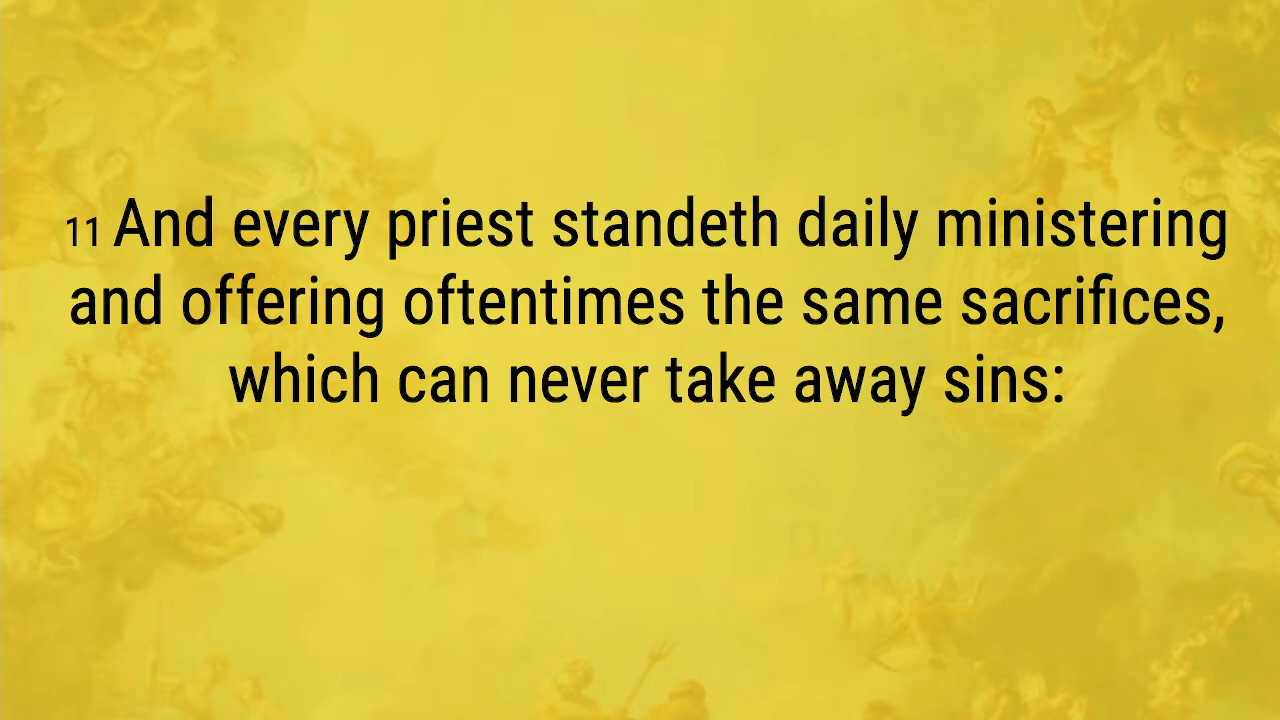 11 And every priest standeth daily ministering
and offering oftentimes the same sacrifices,
which can never take away sins: